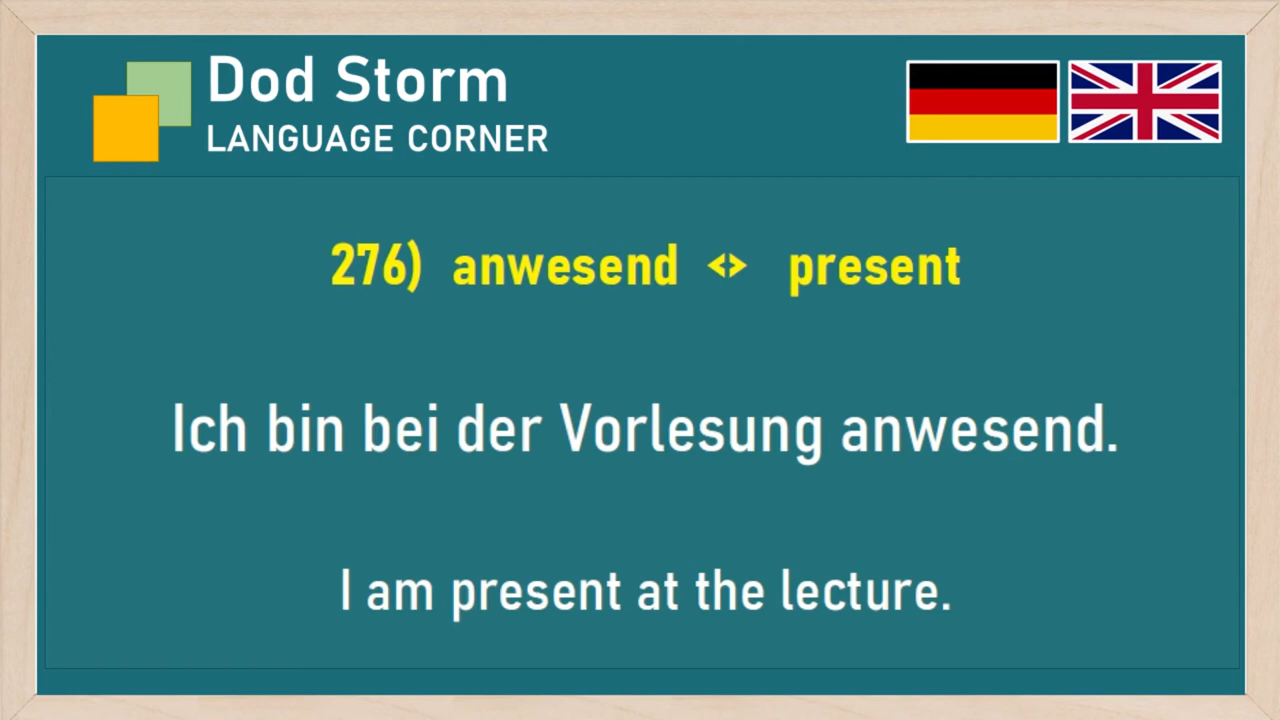 Dod Storm
LANGUAGE CORNER
276) anwesend <> present
Ich bin bei der Vorlesung anwesend.
I am present at the lecture.